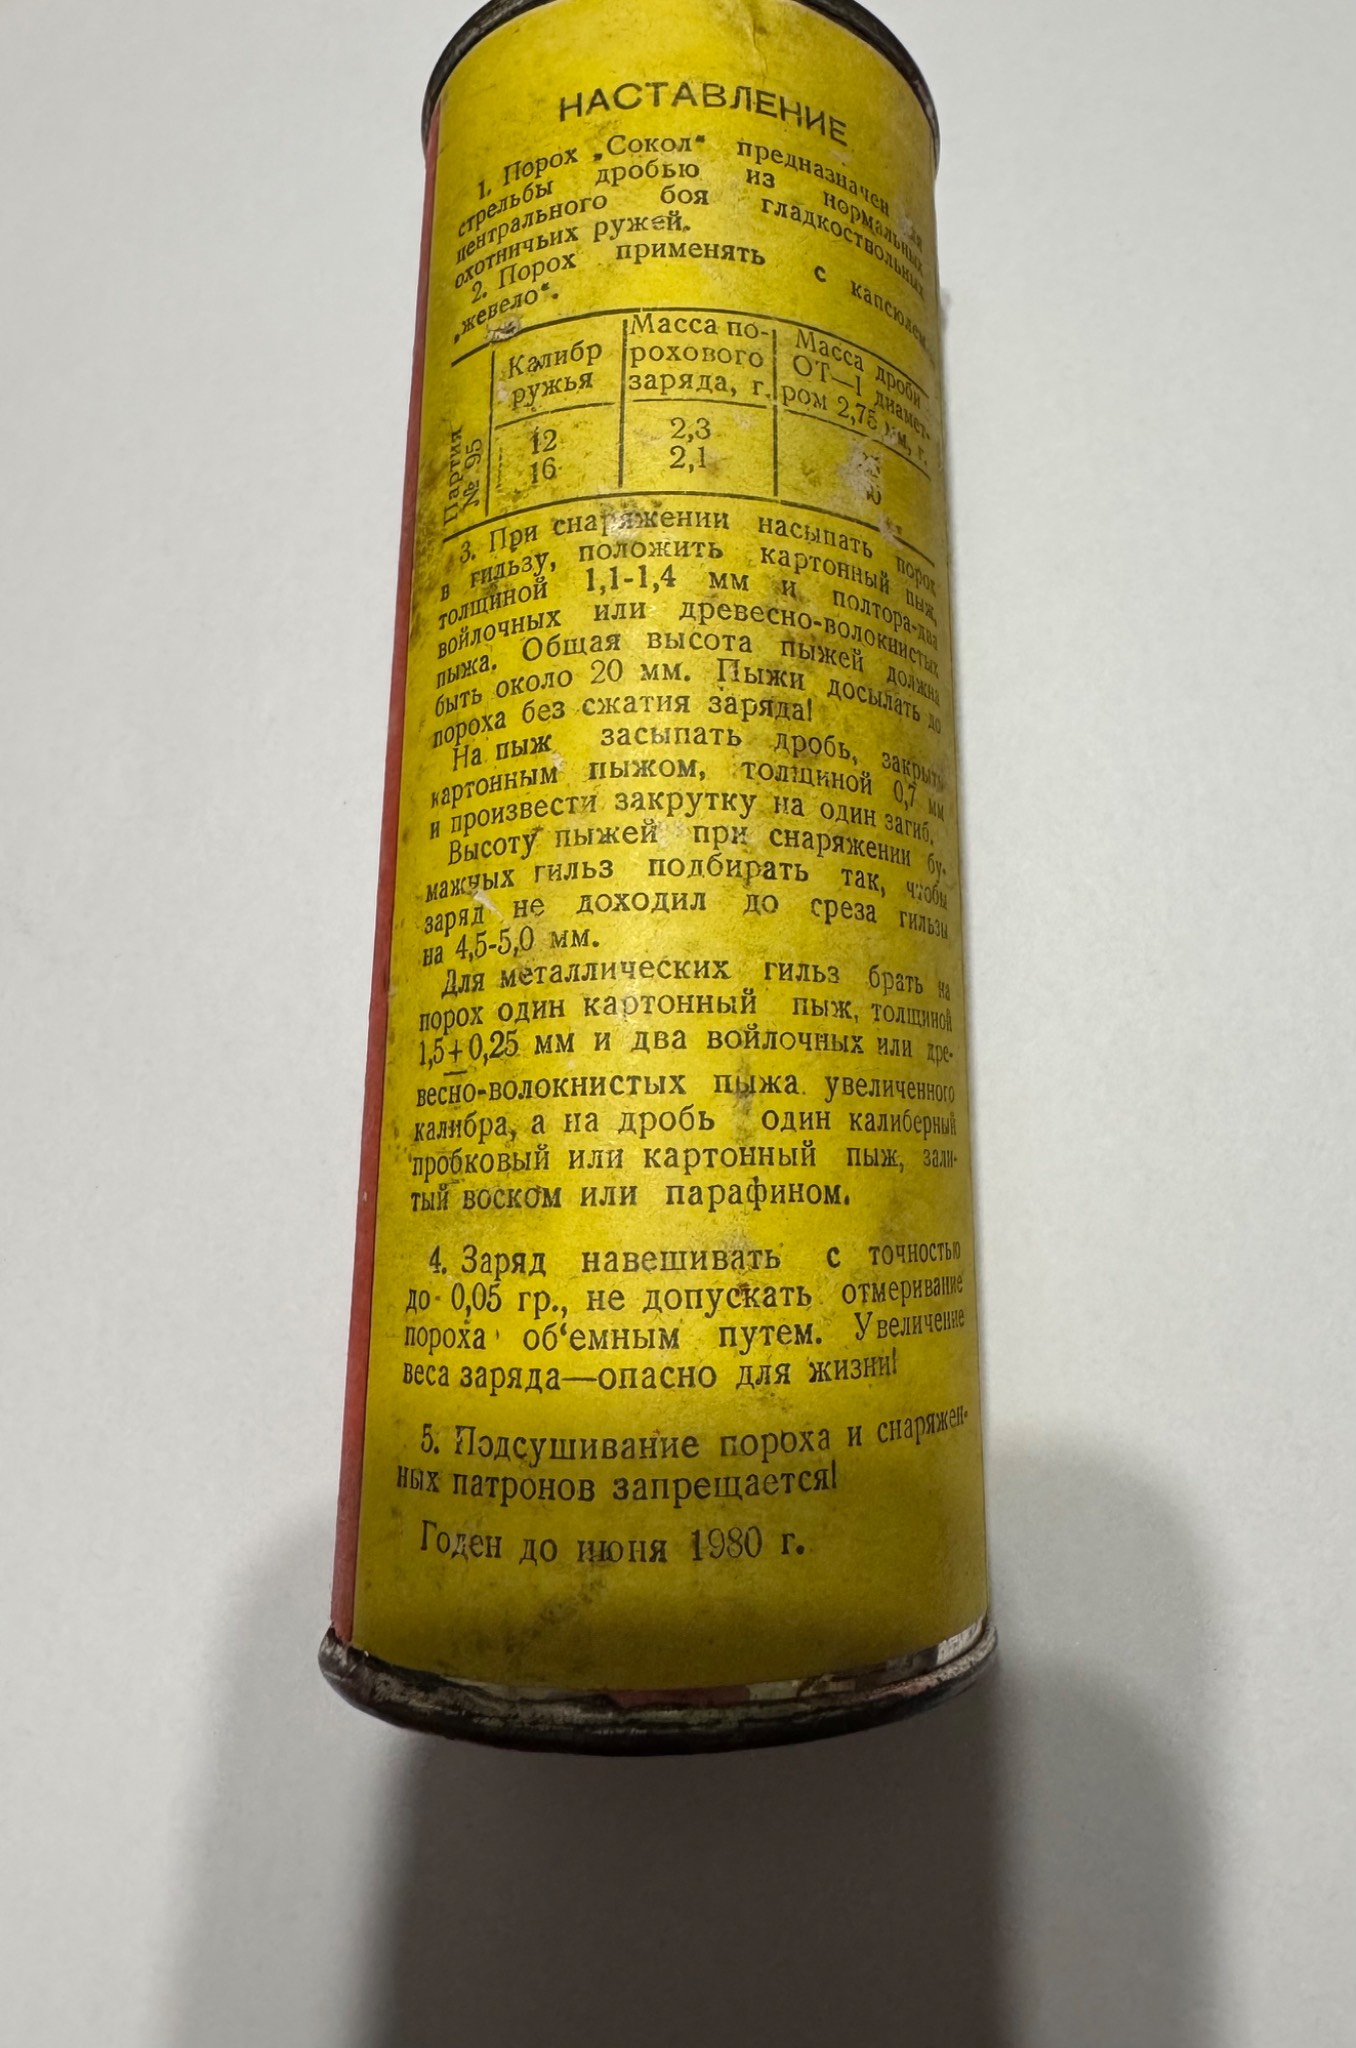 НАСТАВЛЕНИЕ
1. Порох „Сокол“ предназначен
стрельбы дробью из нормальных
центрального боя гладкоствольных
охотничьих ружей.
2. Порох применять с капсюлем
„жевело“.
Партия
№ 95
Калибр
ружья
Масса по-
рохового
заряда, г.
Масса дроби
ОТ—I диамет-
ром 2,75 мм, г.
12 2,3
16 2,1
3. При снаряжении насыпать порох
в гильзу, положить картонный пыж,
толщиной 1,1-1,4 мм и полтора-два
войлочных или древесно-волокнистых
пыжа. Общая высота пыжей должна
быть около 20 мм. Пыжи досылать до
пороха без сжатия заряда!
На пыж засыпать дробь, закрыть
картонным пыжом, толщиной 0,7 мм
и произвести закрутку на один загиб.
Высоту пыжей при снаряжении бу-
мажных гильз подбирать так, чтобы
заряд не доходил до среза гильзы
на 4,5-5,0 мм.
Для металлических гильз брать на
порох один картонный пыж, толщиной
1,5±0,25 мм и два войлочных или дре-
весно-волокнистых пыжа увеличенного
калибра, а на дробь один калиберный
пробковый или картонный пыж, зали-
тый воском или парафином.
4. Заряд навешивать с точностью
до 0,05 гр., не допускать отмеривание
пороха об‘емным путем. Увеличение
веса заряда—опасно для жизни!
5. Подсушивание пороха и снаряжен-
ных патронов запрещается!
Годен до июня 1980 г.